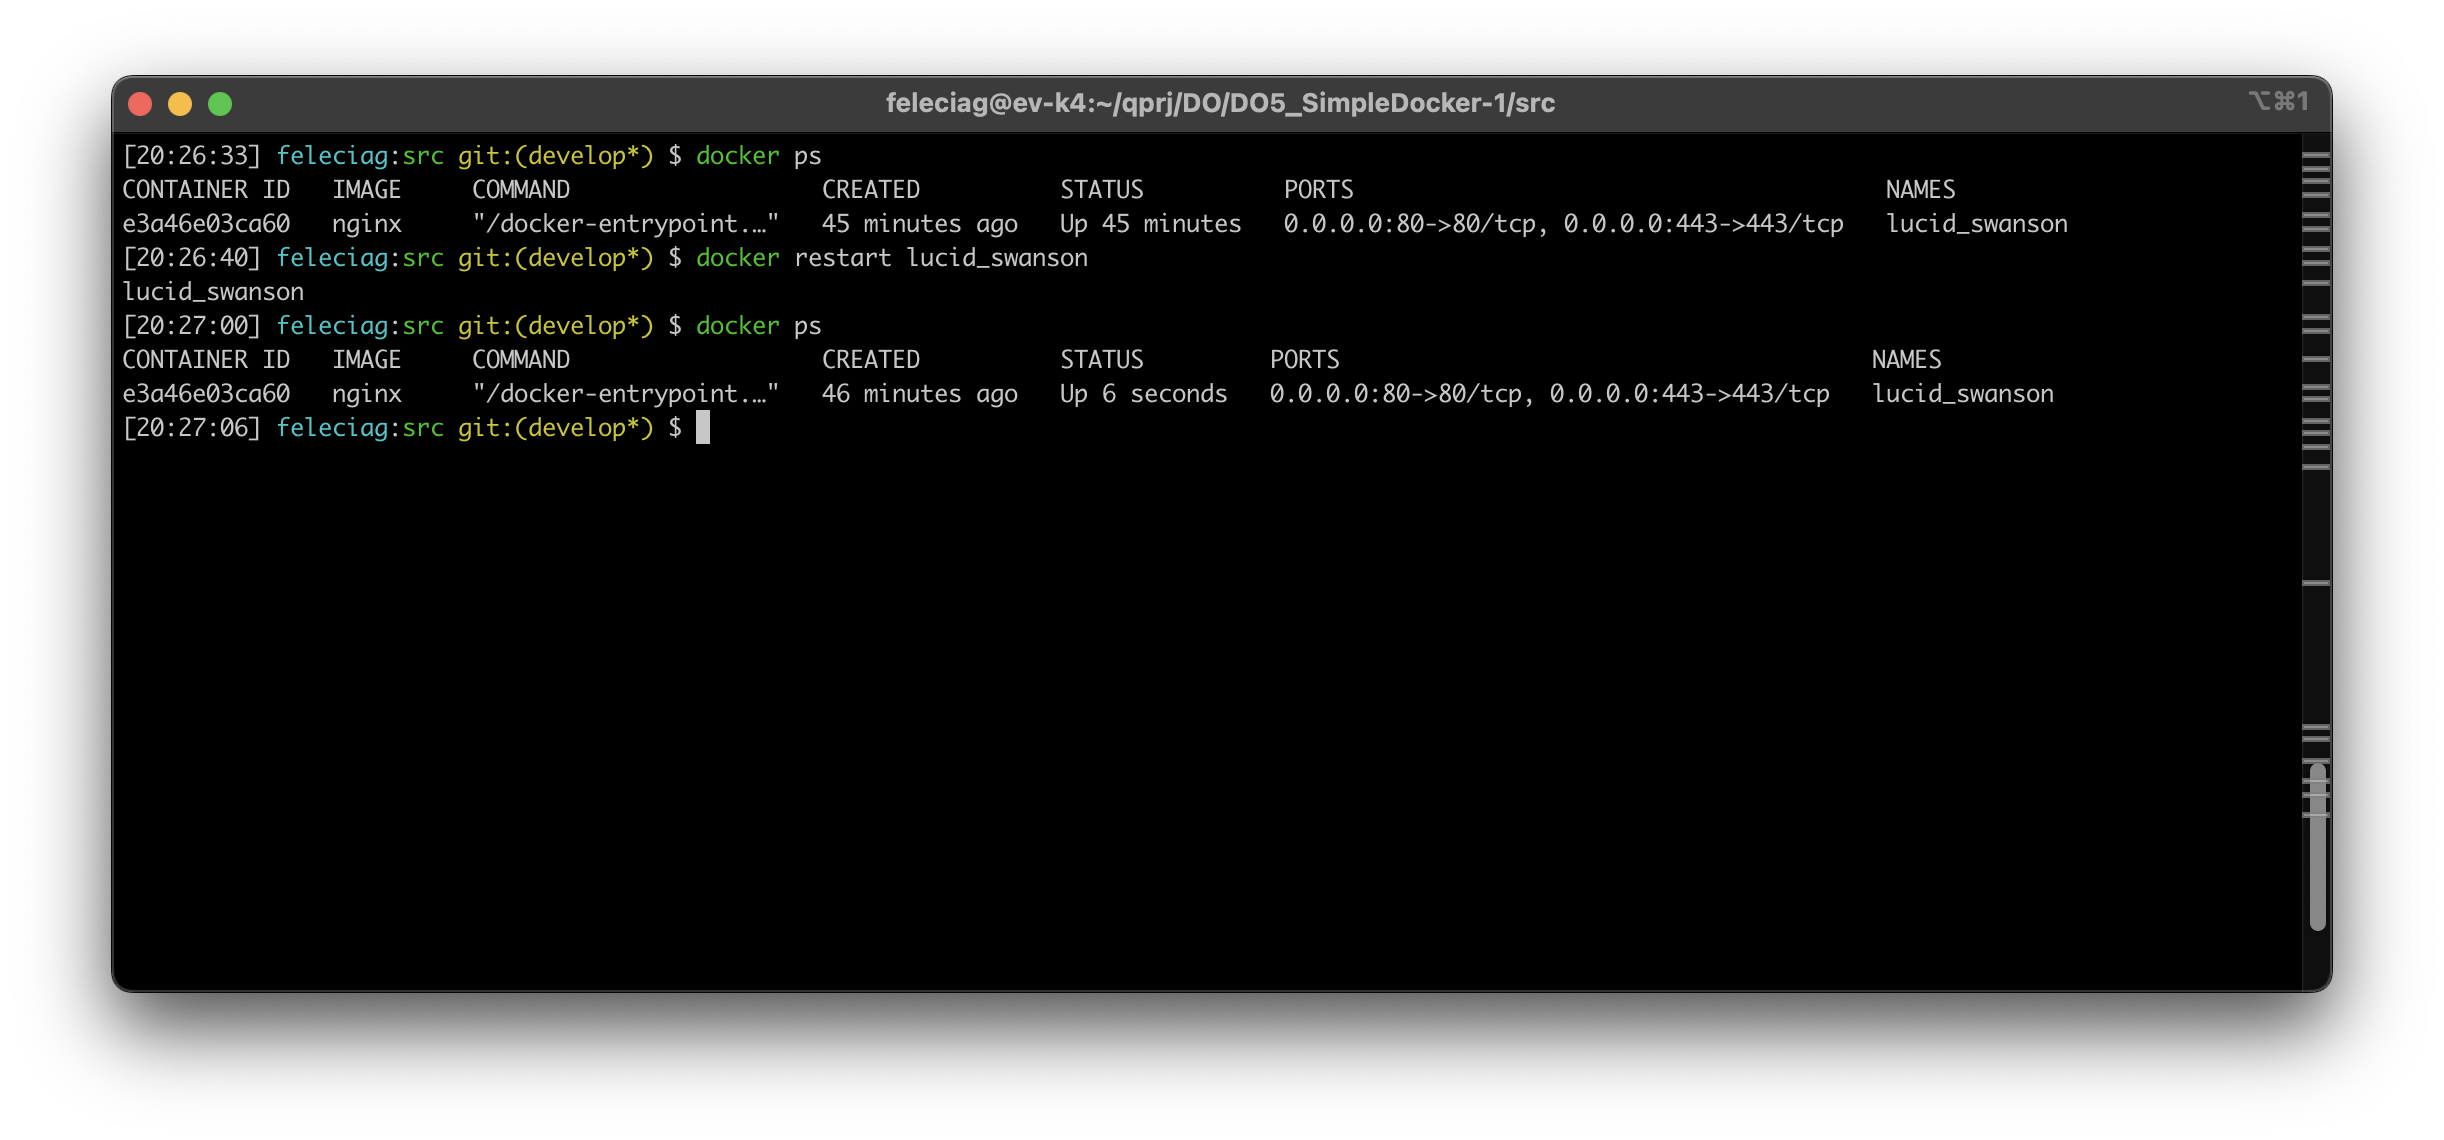 feleciag@ev-k4:~/qprj/DO/DO5_SimpleDocker-1/src ⌥⌘1
[20:26:33] feleciag:src git:(develop*) $ docker ps
CONTAINER ID   IMAGE     COMMAND                  CREATED          STATUS          PORTS                                      NAMES
e3a46e03ca60   nginx     "/docker-entrypoint.…"   45 minutes ago   Up 45 minutes   0.0.0.0:80->80/tcp, 0.0.0.0:443->443/tcp   lucid_swanson
[20:26:40] feleciag:src git:(develop*) $ docker restart lucid_swanson
lucid_swanson
[20:27:00] feleciag:src git:(develop*) $ docker ps
CONTAINER ID   IMAGE     COMMAND                  CREATED          STATUS         PORTS                                      NAMES
e3a46e03ca60   nginx     "/docker-entrypoint.…"   46 minutes ago   Up 6 seconds   0.0.0.0:80->80/tcp, 0.0.0.0:443->443/tcp   lucid_swanson
[20:27:06] feleciag:src git:(develop*) $